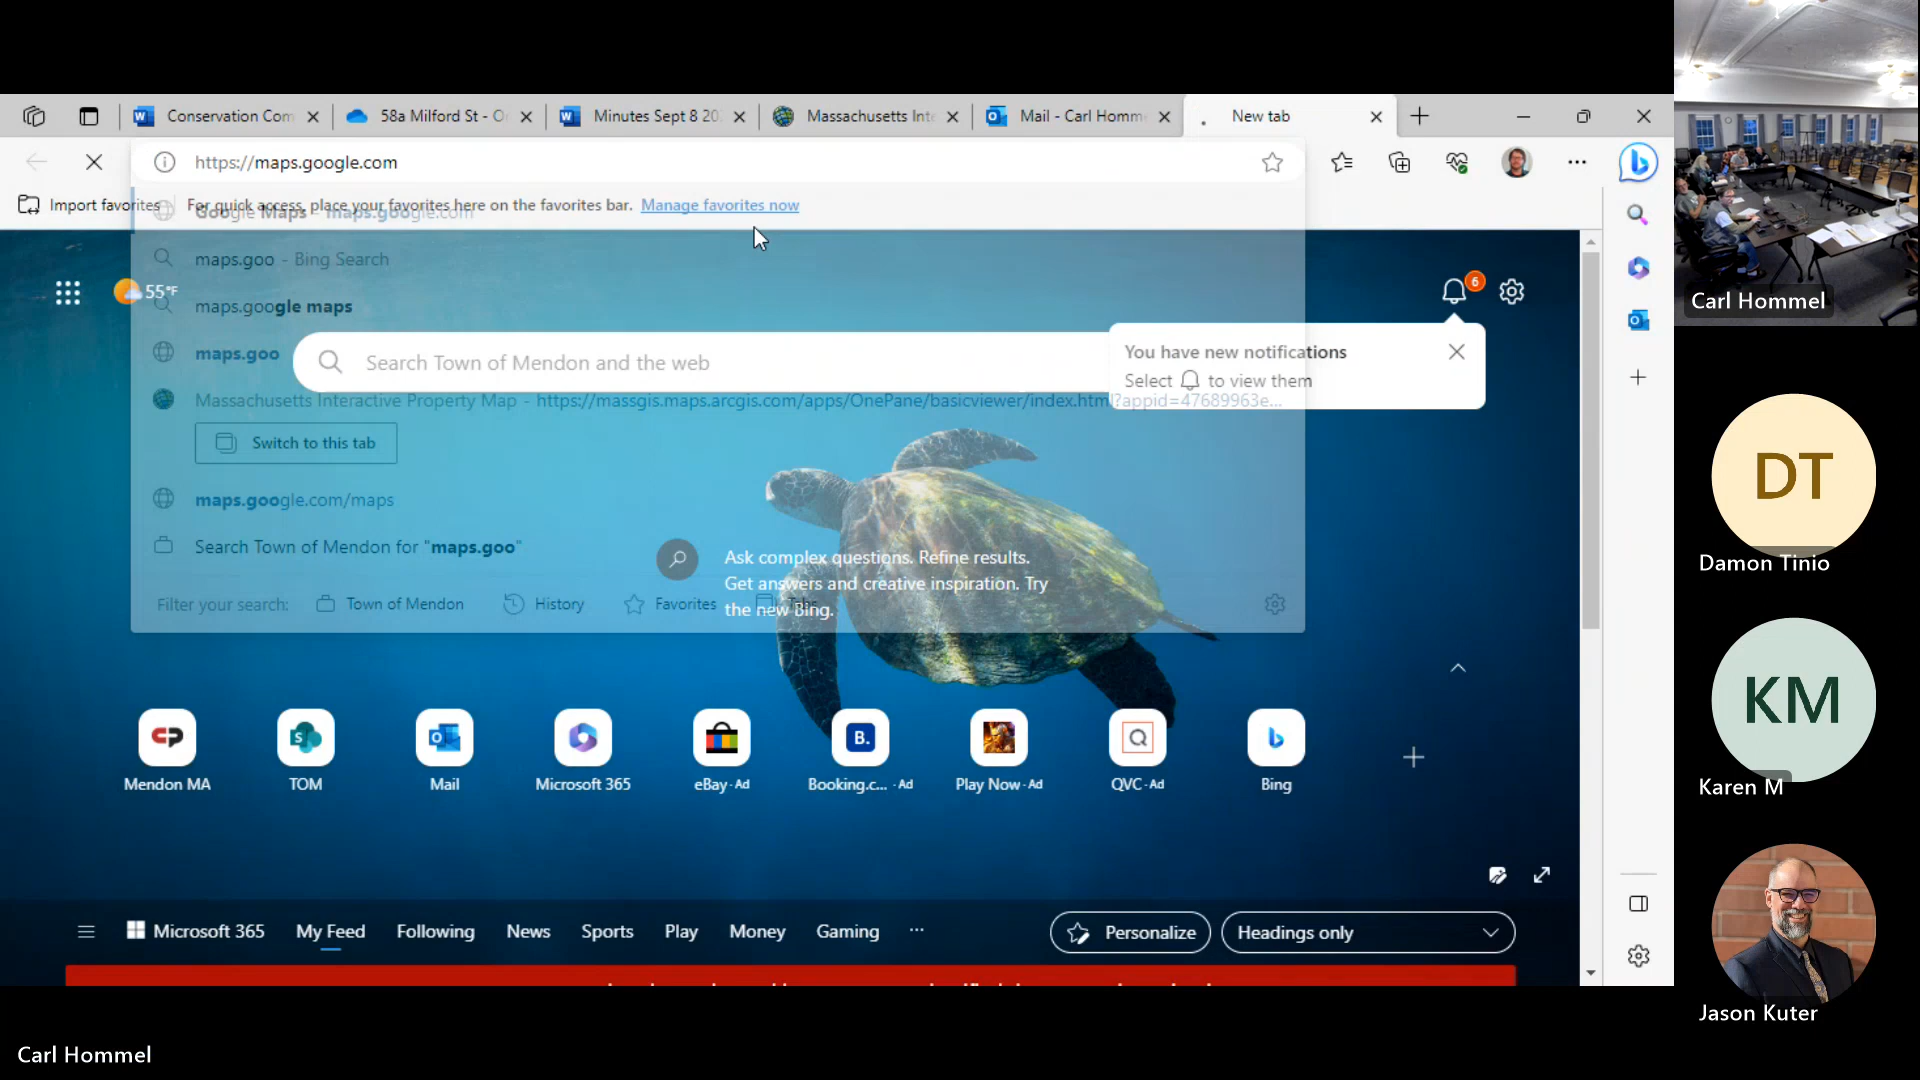 Conservation Com
58a Milford St - O
Minutes Sept 8 20
Massachusetts Inte
Mail - Carl Homm
New tab
https://maps.google.com
Import favorites
For quick access, place your favorites here on the favorites bar. Manage favorites now
Google Maps - maps.google.com
maps.goo - Bing Search
55°F
6
maps.google maps
maps.goo
Search Town of Mendon and the web
You have new notifications
Select to view them
Massachusetts Interactive Property Map - https://massgis.maps.arcgis.com/apps/OnePane/basicviewer/index.html?appid=47689963e...
Switch to this tab
maps.google.com/maps
Search Town of Mendon for "maps.goo"
Ask complex questions. Refine results.
Get answers and creative inspiration. Try
the new Bing.
Filter your search:
Town of Mendon
History
Favorites
Mendon MA
TOM
Mail
Microsoft 365
eBay · Ad
Booking.c... · Ad
Play Now · Ad
QVC · Ad
Bing
Microsoft 365
My Feed
Following
News
Sports
Play
Money
Gaming
...
Personalize
Headings only
Carl Hommel
Carl Hommel
DT
Damon Tinio
KM
Karen M
Jason Kuter